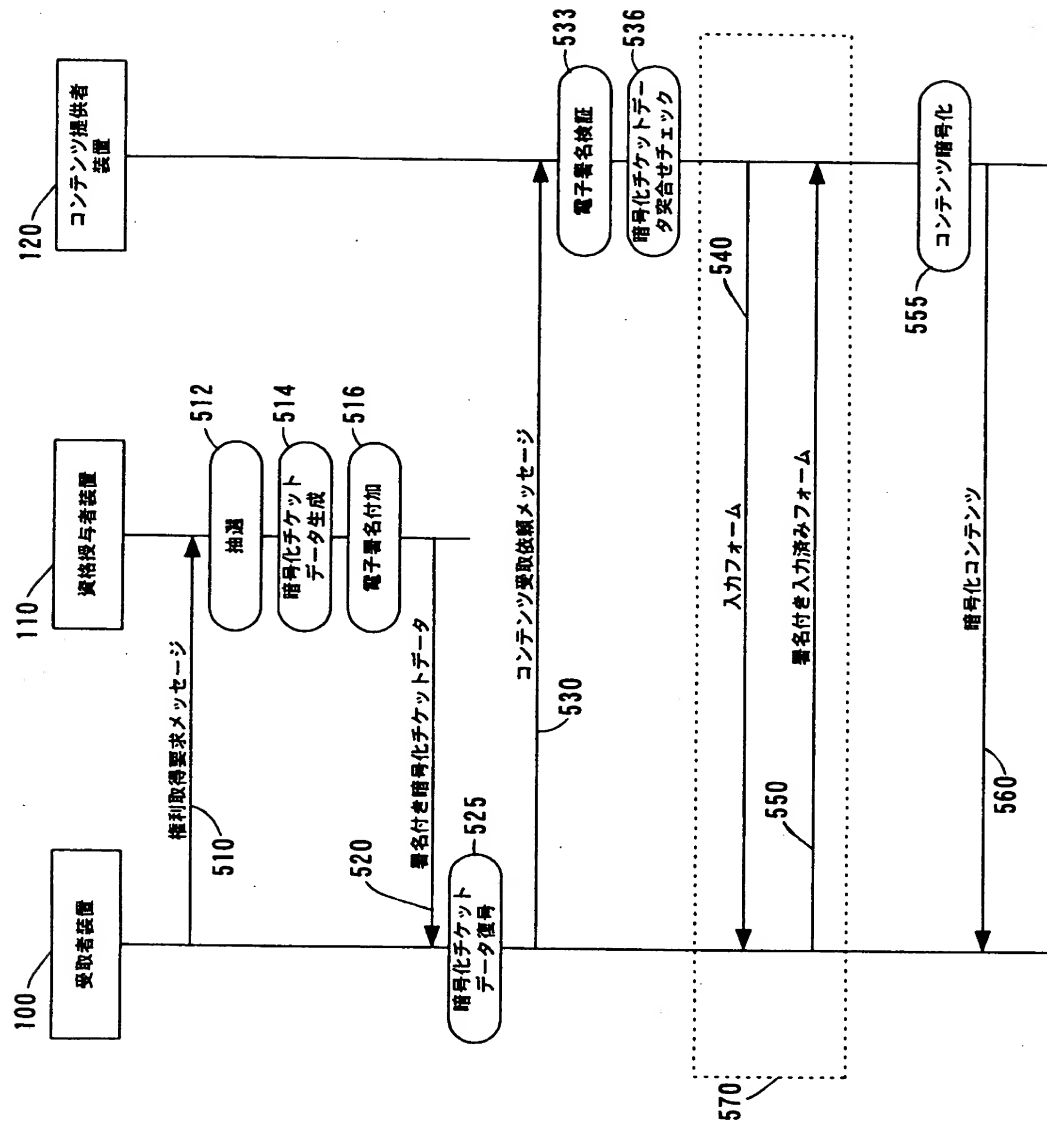 100
受取者装置
110
資格授与者装置
120
コンテンツ提供者
装置
権利取得要求メッセージ
510
抽選
512
暗号化チケット
データ生成
514
電子署名付加
516
署名付き暗号化チケットデータ
520
暗号化チケット
データ復号
525
コンテンツ受取依頼メッセージ
530
電子署名検証
533
暗号化チケットデー
タ突合せチェック
536
入力フォーム
540
署名付き入力済みフォーム
550
570
コンテンツ暗号化
555
暗号化コンテンツ
560